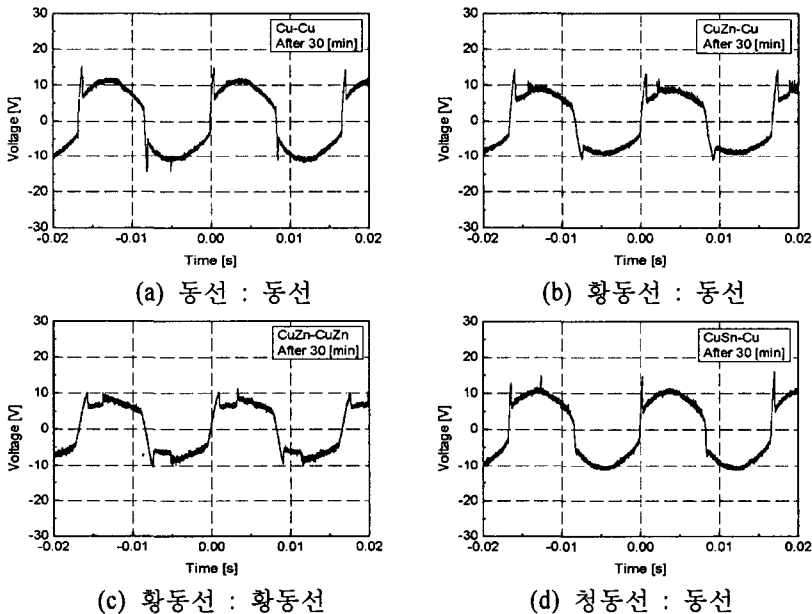 30
20
10
0
-10
-20
-30
Voltage [V]
Cu-Cu
After 30 [min]
-0.02
-0.01
0.00
0.01
0.02
Time [s]
(a) 동선 : 동선
30
20
10
0
-10
-20
-30
Voltage [V]
CuZn-Cu
After 30 [min]
-0.02
-0.01
0.00
0.01
0.02
Time [s]
(b) 황동선 : 동선
30
20
10
0
-10
-20
-30
Voltage [V]
CuZn-CuZn
After 30 [min]
-0.02
-0.01
0.00
0.01
0.02
Time [s]
(c) 황동선 : 황동선
30
20
10
0
-10
-20
-30
Voltage [V]
CuSn-Cu
After 30 [min]
-0.02
-0.01
0.00
0.01
0.02
Time [s]
(d) 청동선 : 동선